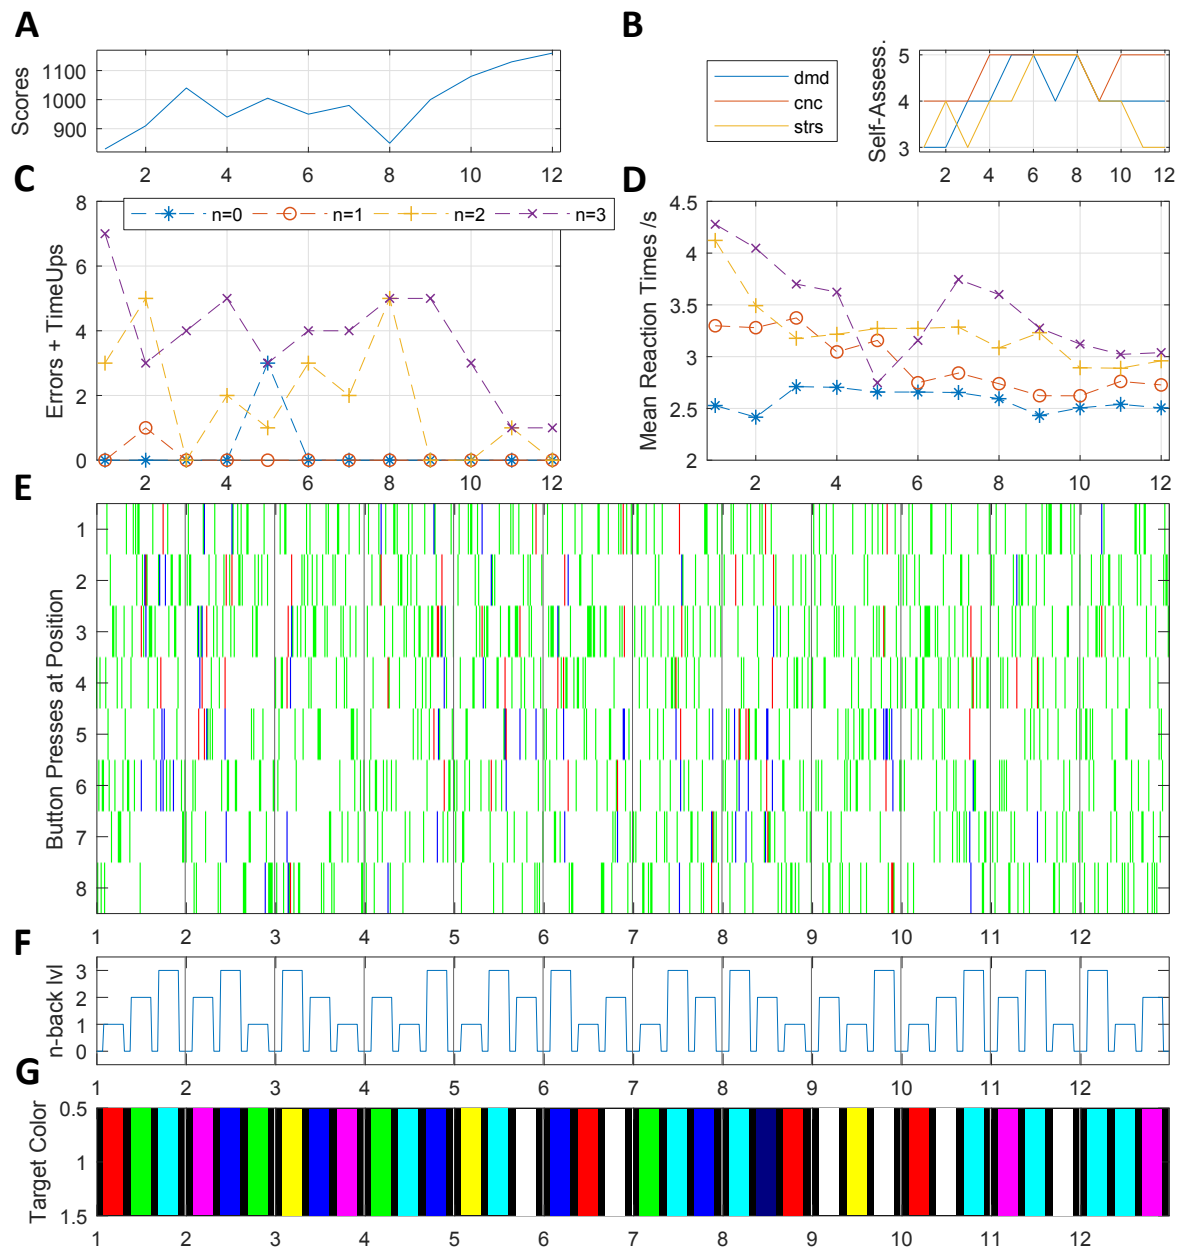 A
B
Scores
1100
1000
900
2 4 6 8 10 12
dmd
cnc
strs
Self-Assess.
5
4
3
2 4 6 8 10 12
C
D
Errors + TimeUps
8
6
4
2
0
n=0 n=1 n=2 n=3
2 4 6 8 10 12
Mean Reaction Times /s
4.5
4
3.5
3
2.5
2
2 4 6 8 10 12
E
Button Presses at Position
1
2
3
4
5
6
7
8
1 2 3 4 5 6 7 8 9 10 11 12
F
n-back lvl
3
2
1
0
1 2 3 4 5 6 7 8 9 10 11 12
G
Target Color
0.5
1
1.5
1 2 3 4 5 6 7 8 9 10 11 12